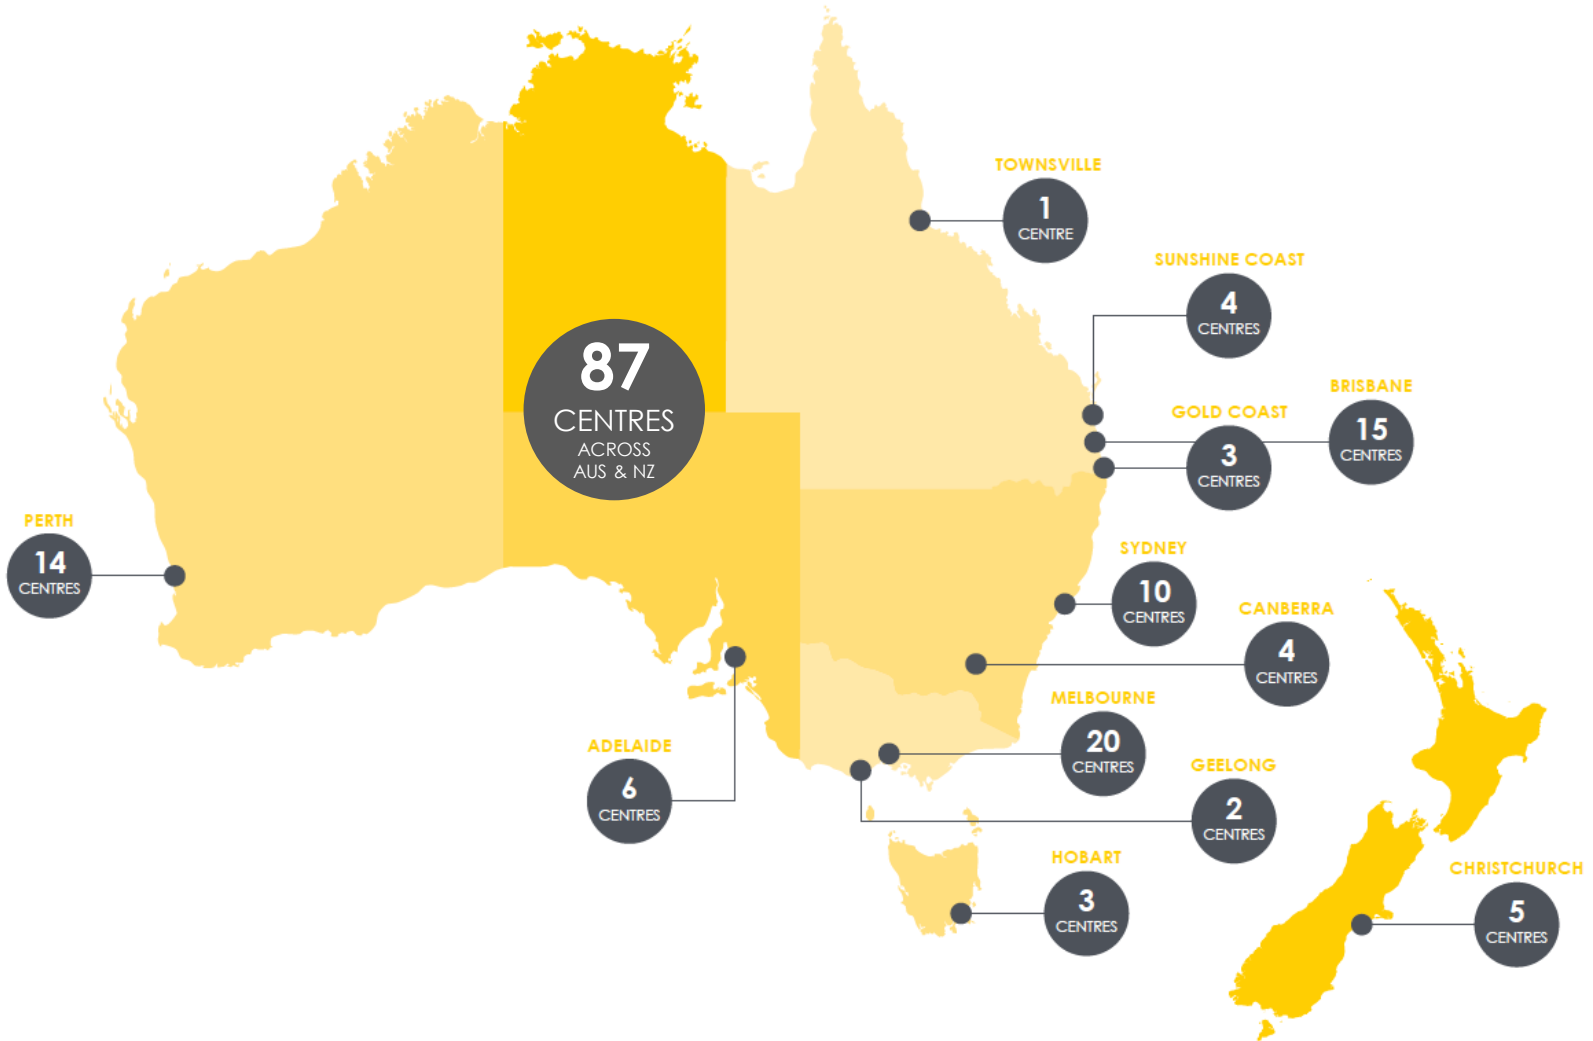 TOWNSVILLE
1
CENTRE
SUNSHINE COAST
4
CENTRES
BRISBANE
15
CENTRES
GOLD COAST
3
CENTRES
87
CENTRES
ACROSS
AUS & NZ
PERTH
14
CENTRES
SYDNEY
10
CENTRES
CANBERRA
4
CENTRES
MELBOURNE
20
CENTRES
ADELAIDE
6
CENTRES
GEELONG
2
CENTRES
HOBART
3
CENTRES
CHRISTCHURCH
5
CENTRES